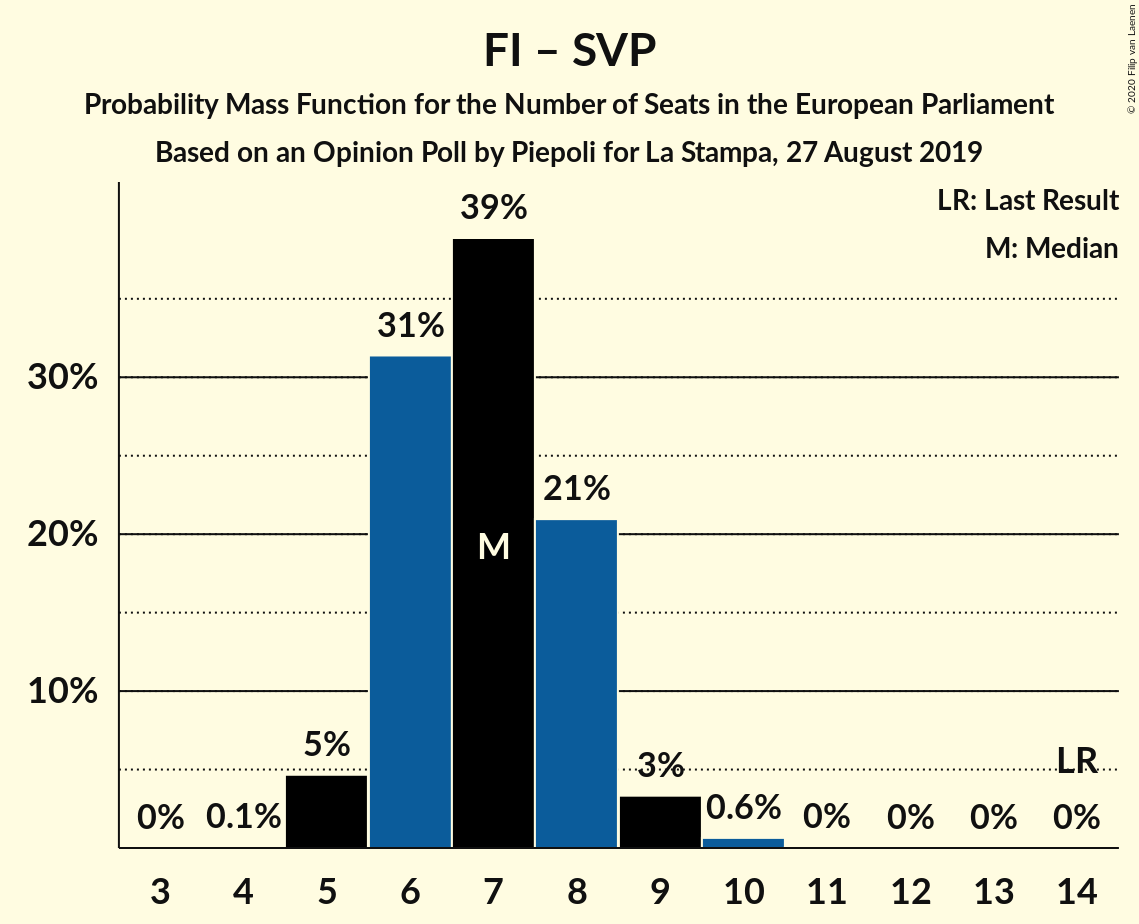 FI – SVP
Probability Mass Function for the Number of Seats in the European Parliament
Based on an Opinion Poll by Piepoli for La Stampa, 27 August 2019
© 2020 Filip van Laenen
LR: Last Result
M: Median
30%
20%
10%
0%
0.1%
5%
31%
39%
M
21%
3%
0.6%
0%
0%
0%
LR
0%
3 4 5 6 7 8 9 10 11 12 13 14